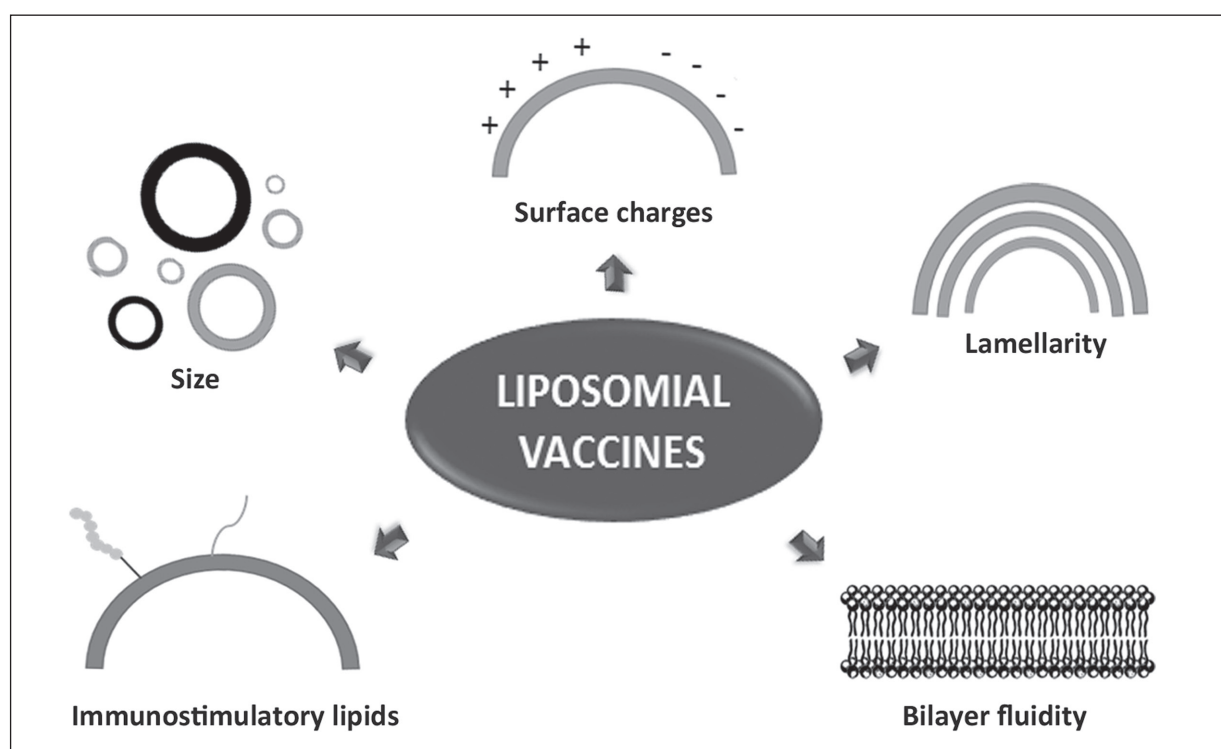 + + + + - - - -
Surface charges
Size
Lamellarity
LIPOSOMIAL
VACCINES
Immunostimulatory lipids
Bilayer fluidity